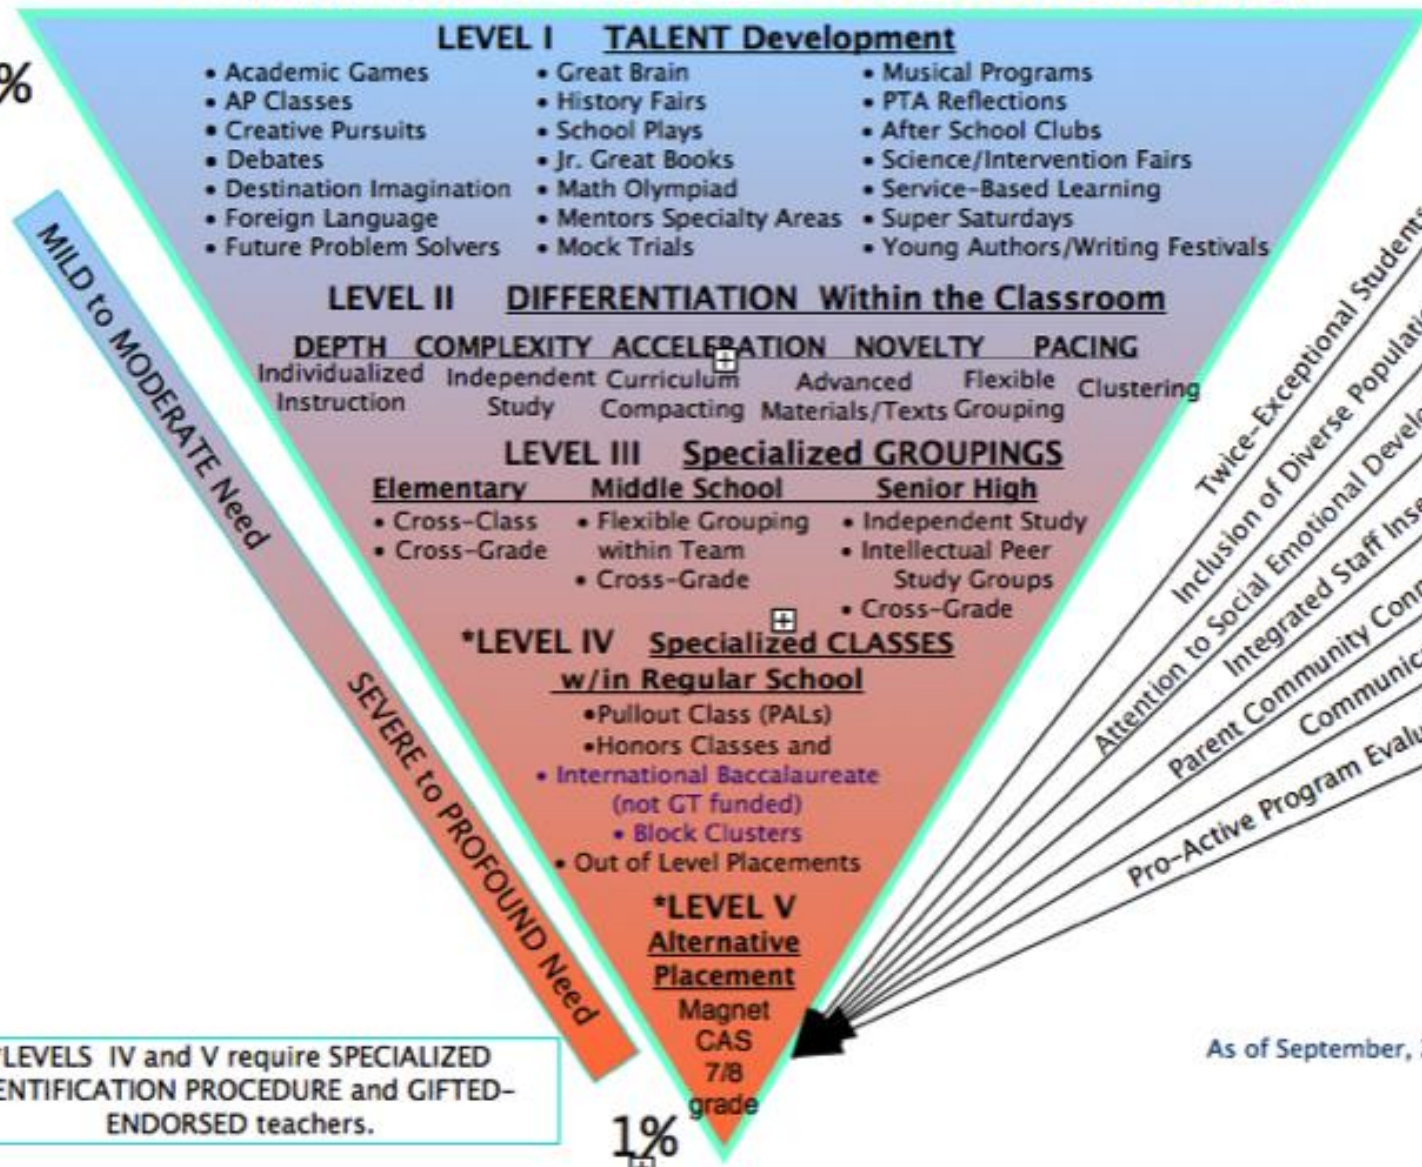 LEVEL I TALENT Development
%
• Academic Games
• AP Classes
• Creative Pursuits
• Debates
• Destination Imagination
• Foreign Language
• Future Problem Solvers
• Great Brain
• History Fairs
• School Plays
• Jr. Great Books
• Math Olympiad
• Mentors Specialty Areas
• Mock Trials
• Musical Programs
• PTA Reflections
• After School Clubs
• Science/Intervention Fairs
• Service-Based Learning
• Super Saturdays
• Young Authors/Writing Festivals
LEVEL II DIFFERENTIATION Within the Classroom
DEPTH COMPLEXITY ACCELERATION NOVELTY PACING
Individualized
Instruction
Independent
Study
Curriculum
Compacting
Advanced
Materials/Texts
Flexible
Grouping
Clustering
LEVEL III Specialized GROUPINGS
Elementary
• Cross-Class
• Cross-Grade
Middle School
• Flexible Grouping
within Team
• Cross-Grade
Senior High
• Independent Study
• Intellectual Peer
Study Groups
• Cross-Grade
*LEVEL IV Specialized CLASSES
w/in Regular School
•Pullout Class (PALs)
•Honors Classes and
• International Baccalaureate
(not GT funded)
• Block Clusters
• Out of Level Placements
*LEVEL V
Alternative
Placement
Magnet
CAS
7/8
grade
1%
MILD to MODERATE Need
SEVERE to PROFOUND Need
Twice-Exceptional
Inclusion of Diverse
Attention to Social Emotional
Integrated Staff
Parent Community
Pro-Active Program
LEVELS IV and V require SPECIALIZED
PROCEDURE and GIFTED-
ENDORSED teachers.
As of September,